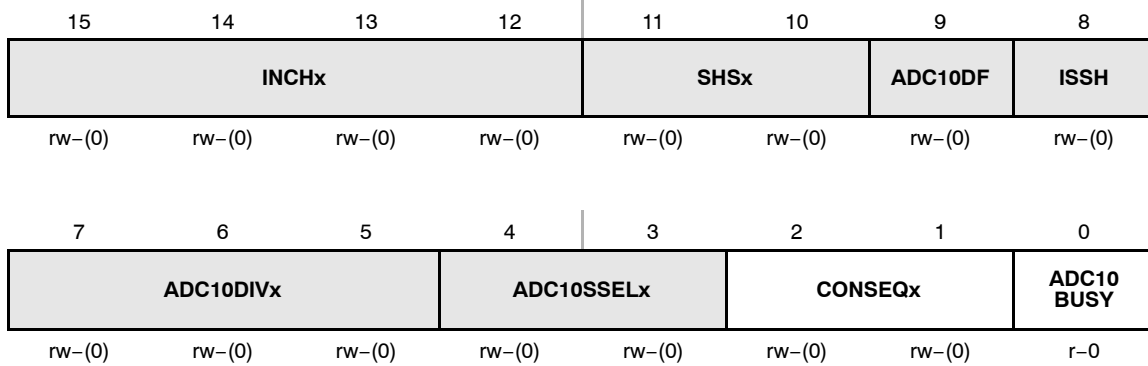 15 14 13 12 11 10 9 8
INCHx SHSx ADC10DF ISSH
rw−(0) rw−(0) rw−(0) rw−(0) rw−(0) rw−(0) rw−(0) rw−(0)
7 6 5 4 3 2 1 0
ADC10DIVx ADC10SSELx CONSEQx ADC10
BUSY
rw−(0) rw−(0) rw−(0) rw−(0) rw−(0) rw−(0) rw−(0) r−0